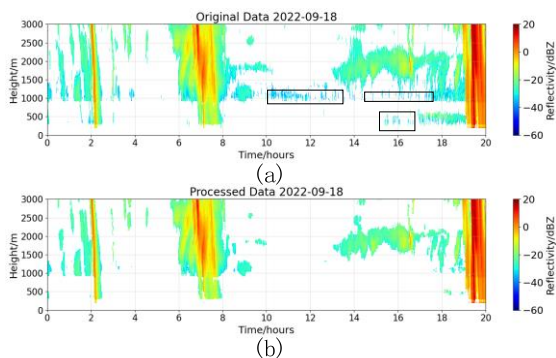 Original Data 2022-09-18
Height/m
3000
2500
2000
1500
1000
500
0
0 2 4 6 8 10 12 14 16 18 20
Time/hours
20
0
−20
−40
−60
Reflectivity/dBZ
(a)
Processed Data 2022-09-18
Height/m
3000
2500
2000
1500
1000
500
0
0 2 4 6 8 10 12 14 16 18 20
Time/hours
20
0
−20
−40
−60
Reflectivity/dBZ
(b)